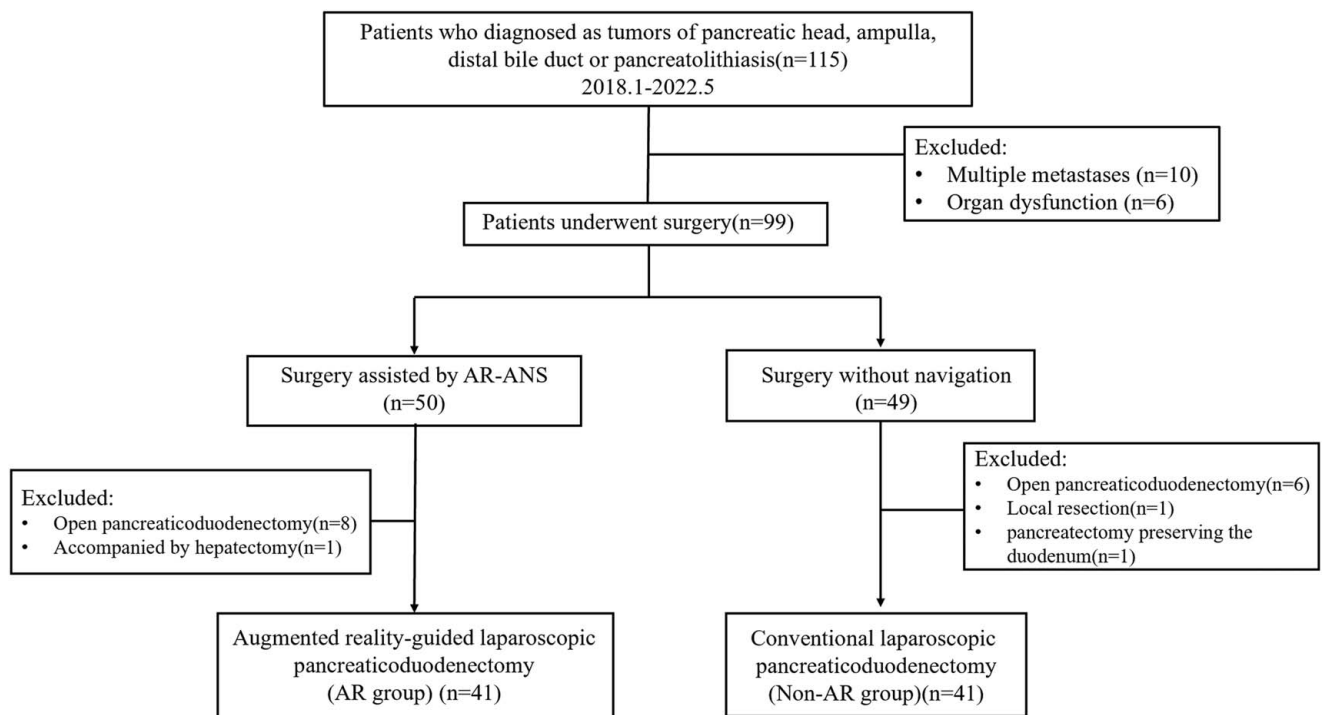 Patients who diagnosed as tumors of pancreatic head, ampulla,
distal bile duct or pancreatolithiasis(n=115)
2018.1-2022.5
Excluded:
• Multiple metastases (n=10)
• Organ dysfunction (n=6)
Patients underwent surgery(n=99)
Surgery assisted by AR-ANS
(n=50)
Surgery without navigation
(n=49)
Excluded:
• Open pancreaticoduodenectomy(n=8)
• Accompanied by hepatectomy(n=1)
Excluded:
• Open pancreaticoduodenectomy(n=6)
• Local resection(n=1)
• pancreatectomy preserving the
duodenum(n=1)
Augmented reality-guided laparoscopic
pancreaticoduodenectomy
(AR group) (n=41)
Conventional laparoscopic
pancreaticoduodenectomy
(Non-AR group)(n=41)